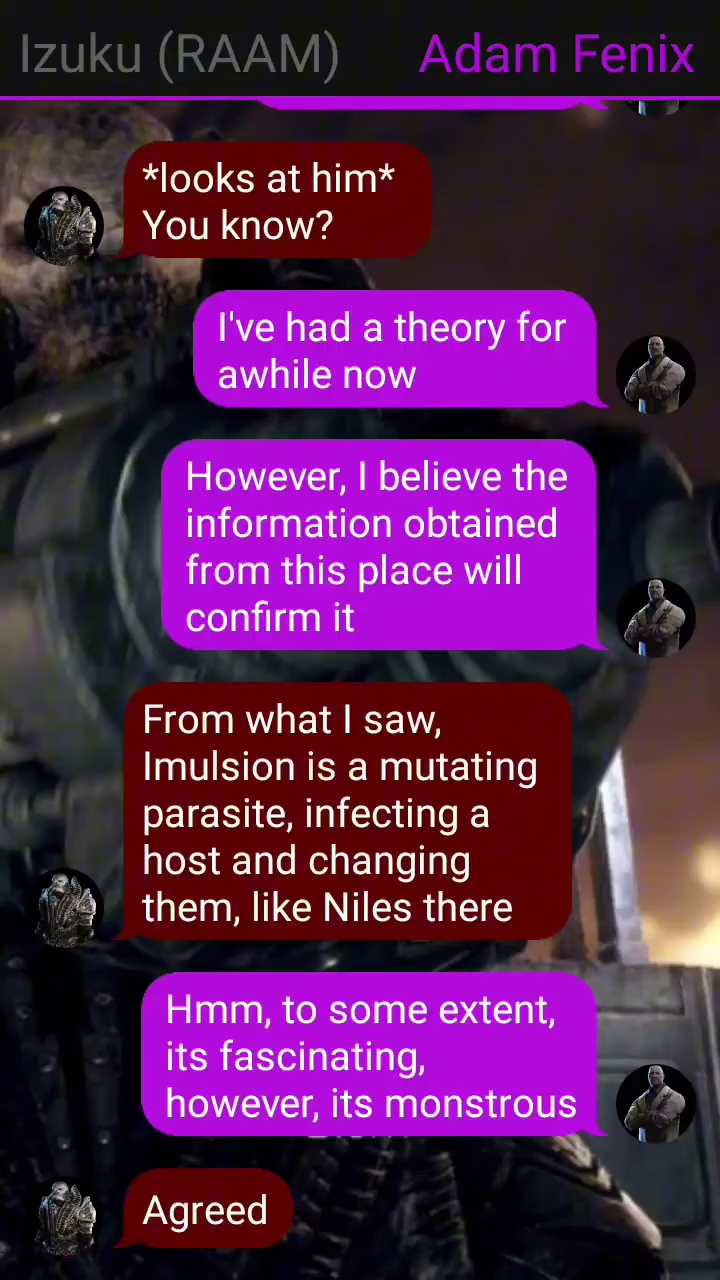 Izuku (RAAM) Adam Fenix
*looks at him*
You know?
I've had a theory for
awhile now
However, I believe the
information obtained
from this place will
confirm it
From what I saw,
Imulsion is a mutating
parasite, infecting a
host and changing
them, like Niles there
Hmm, to some extent,
its fascinating,
however, its monstrous
Agreed